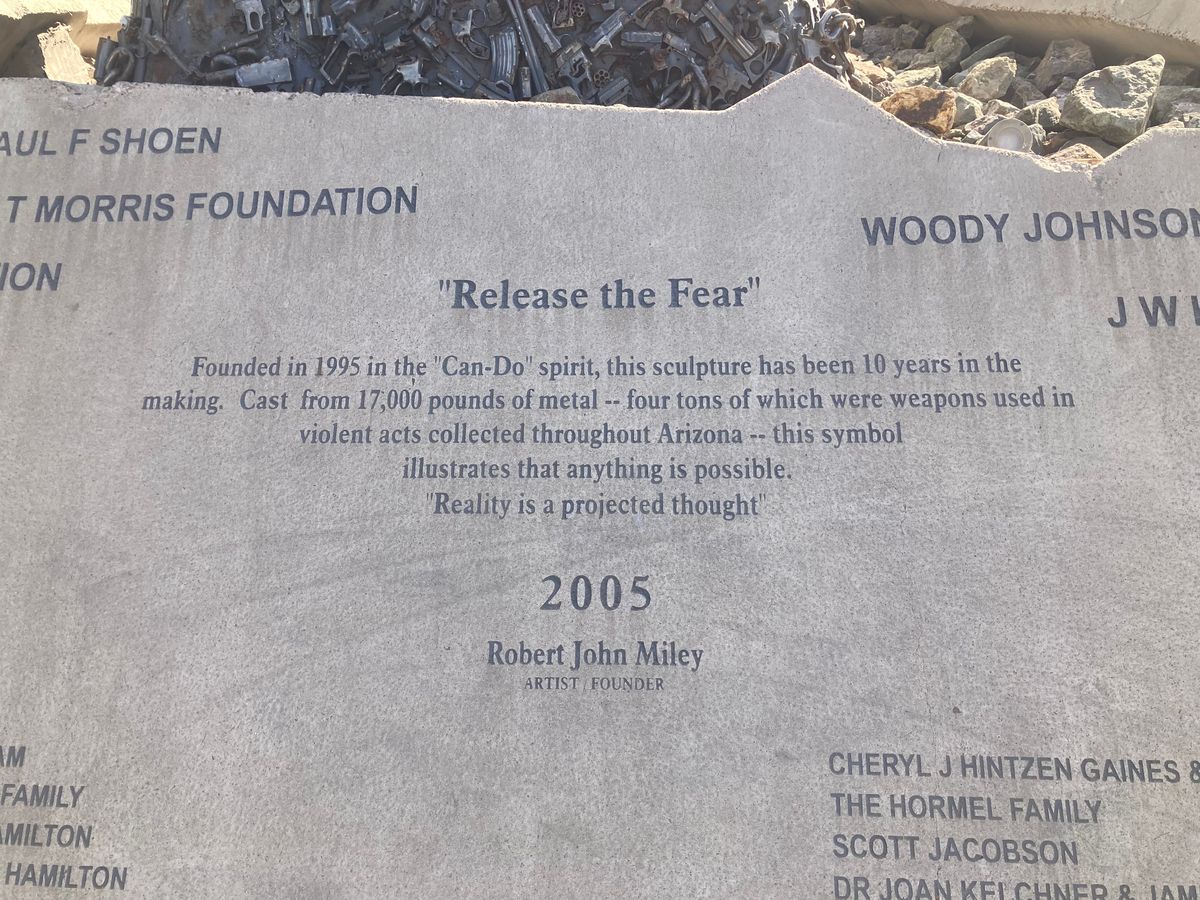 AUL F SHOEN
T MORRIS FOUNDATION
WOODY JOHNSON
ION
"Release the Fear"
J W
Founded in 1995 in the "Can-Do" spirit, this sculpture has been 10 years in the
making. Cast from 17,000 pounds of metal -- four tons of which were weapons used in
violent acts collected throughout Arizona -- this symbol
illustrates that anything is possible.
"Reality is a projected thought"
2005
Robert John Miley
ARTIST / FOUNDER
AM
FAMILY
AMILTON
HAMILTON
CHERYL J HINTZEN GAINES &
THE HORMEL FAMILY
SCOTT JACOBSON
DR JOAN KELCHNER & JAM